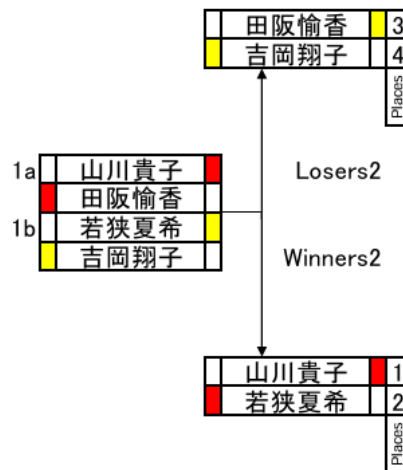 田阪愉香 3
吉岡翔子 4
Places
Losers2
1a 山川貴子
田阪愉香
1b 若狭夏希
吉岡翔子
Winners2
山川貴子 1
若狭夏希 2
Places